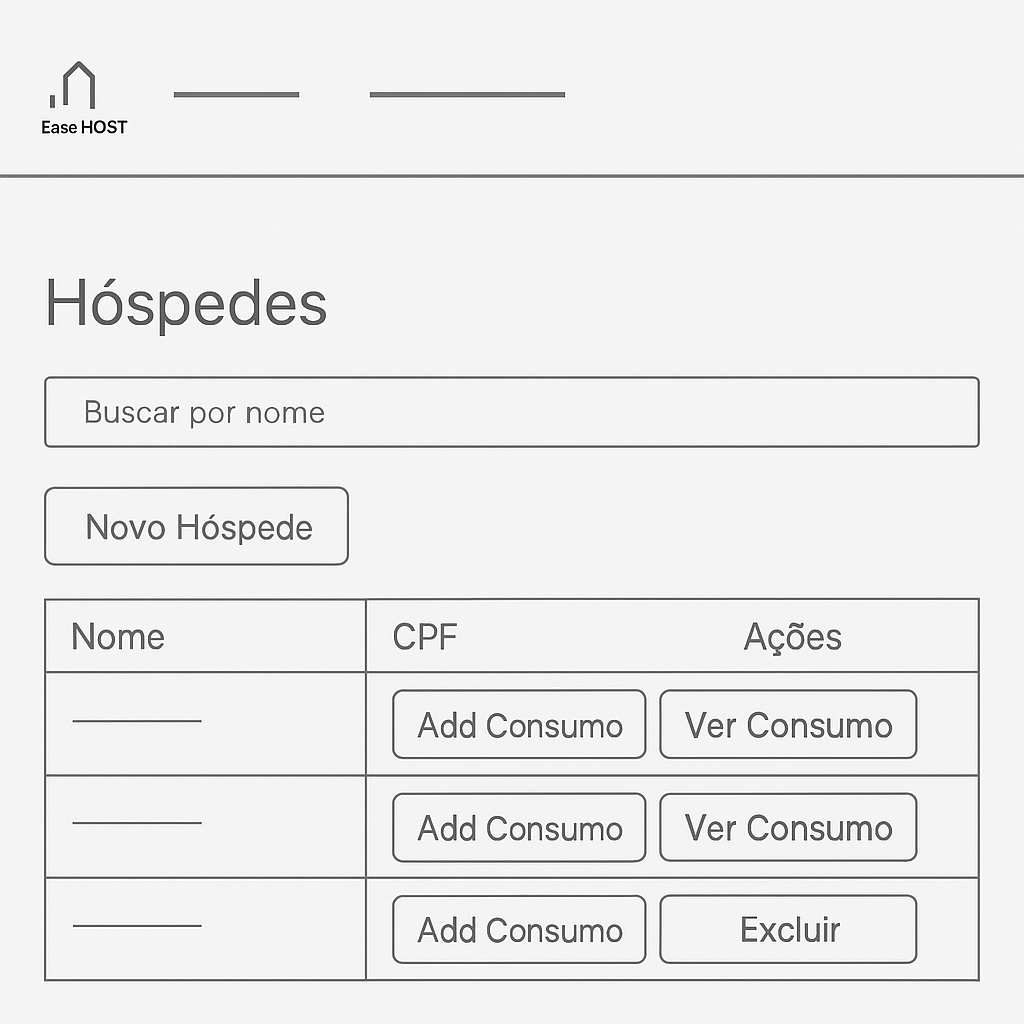 Ease HOST
Hóspedes
Buscar por nome
Novo Hóspede
Nome CPF Ações
Add Consumo Ver Consumo
Add Consumo Ver Consumo
Add Consumo Excluir